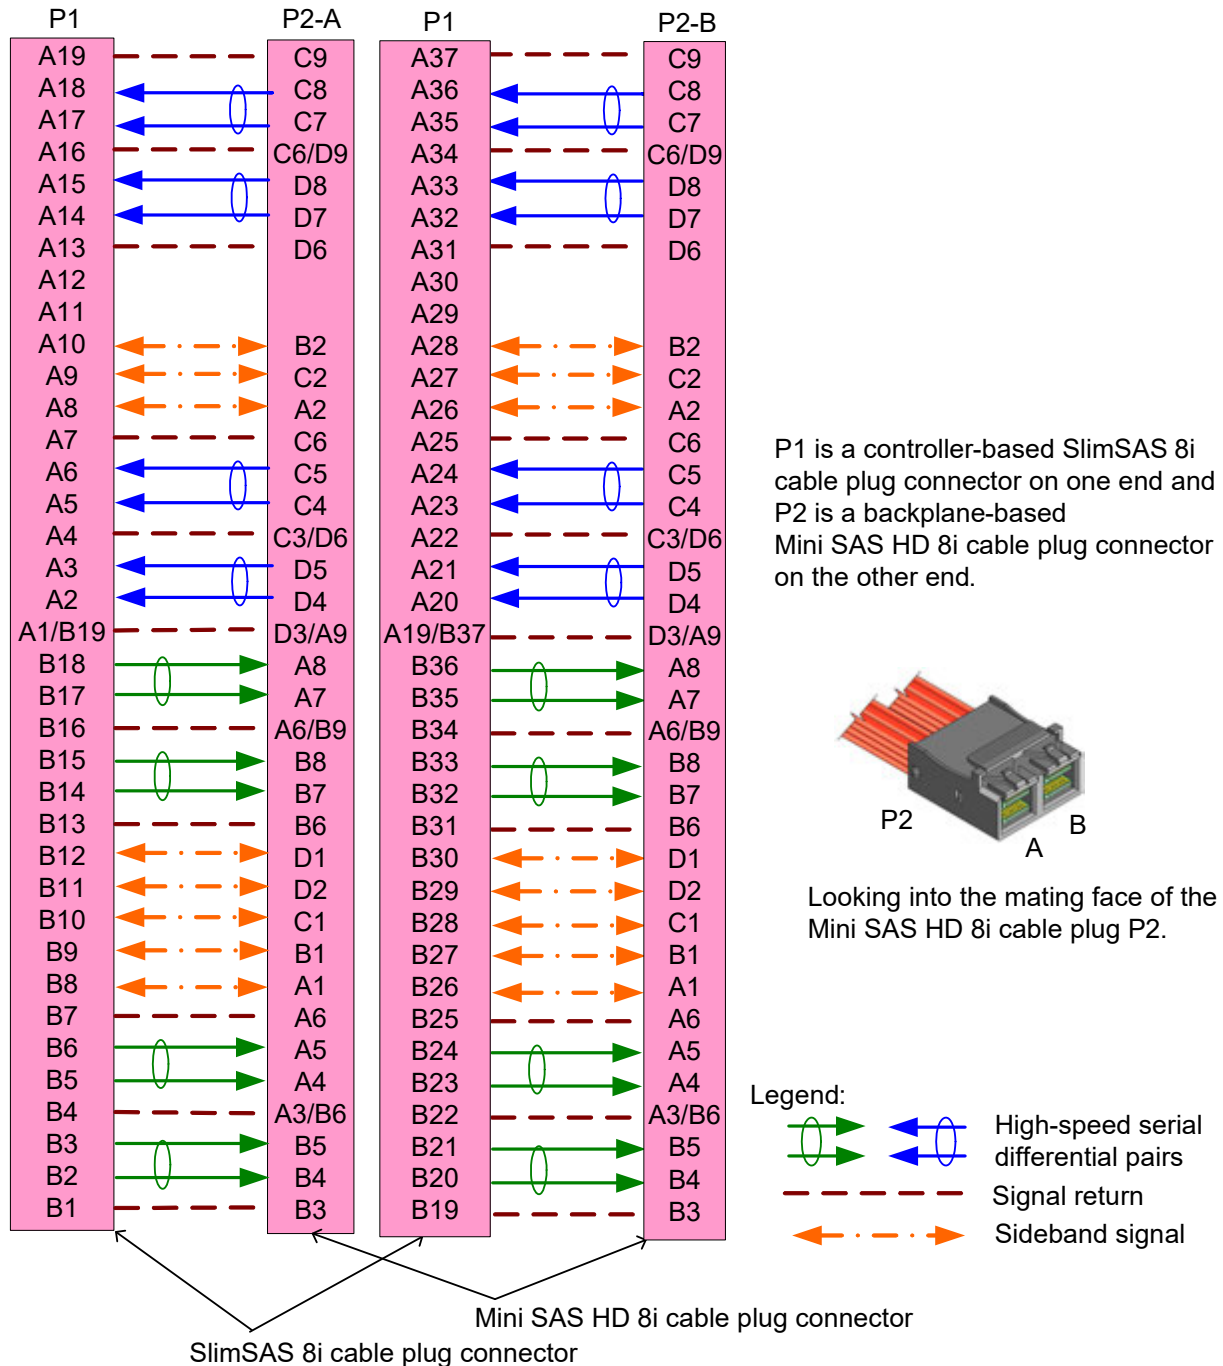 P1 P2-A P1 P2-B
A19 C9 A37 C9
A18 C8 A36 C8
A17 C7 A35 C7
A16 C6/D9 A34 C6/D9
A15 D8 A33 D8
A14 D7 A32 D7
A13 D6 A31 D6
A12 A30
A11 A29
A10 B2 A28 B2
A9 C2 A27 C2
A8 A2 A26 A2
A7 C6 A25 C6
A6 C5 A24 C5
A5 C4 A23 C4
A4 C3/D6 A22 C3/D6
A3 D5 A21 D5
A2 D4 A20 D4
A1/B19 D3/A9 A19/B37 D3/A9
B18 A8 B36 A8
B17 A7 B35 A7
B16 A6/B9 B34 A6/B9
B15 B8 B33 B8
B14 B7 B32 B7
B13 B6 B31 B6
B12 D1 B30 D1
B11 D2 B29 D2
B10 C1 B28 C1
B9 B1 B27 B1
B8 A1 B26 A1
B7 A6 B25 A6
B6 A5 B24 A5
B5 A4 B23 A4
B4 A3/B6 B22 A3/B6
B3 B5 B21 B5
B2 B4 B20 B4
B1 B3 B19 B3
P1 is a controller-based SlimSAS 8i
cable plug connector on one end and
P2 is a backplane-based
Mini SAS HD 8i cable plug connector
on the other end.
P2
A
B
Looking into the mating face of the
Mini SAS HD 8i cable plug P2.
Legend:
High-speed serial
differential pairs
Signal return
Sideband signal
Mini SAS HD 8i cable plug connector
SlimSAS 8i cable plug connector